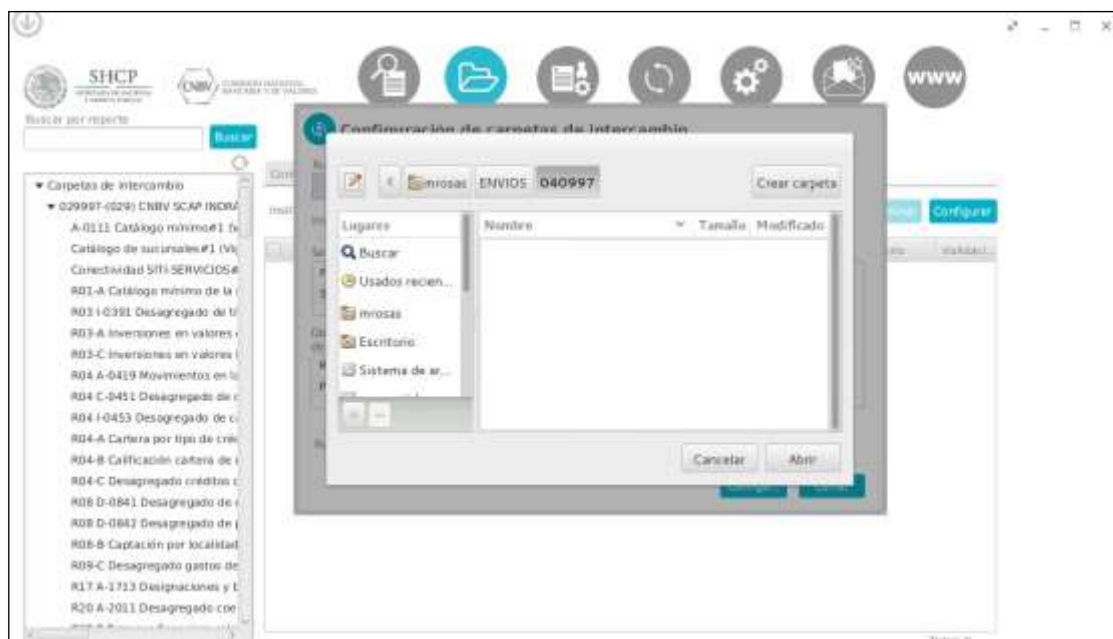 SHCP
CNBV
www
Buscar por reporte
Buscar
Configuración de carpetas de intercambio
mrosas ENVIOS 040997 Crear carpeta
Lugares
Buscar
Usados recien...
mrosas
Escritorio
Sistema de ar...
Nombre Tamaño Modificado
Cancelar Abrir
Configurar
Carpetas de intercambio
029997-(029) CNBV SCAP INDRA
A-0111 Catálogo mínimo#1
Catálogo de sucursales#1
Conectividad SITI SERVICIOS#
R01-A Catálogo mínimo de la
R03 I-0391 Desagregado de
R03-A Inversiones en valores
R03-C Inversiones en valores
R04 A-0419 Movimientos en
R04 C-0451 Desagregado de
R04 I-0453 Desagregado de
R04-A Cartera por tipo de
R04-B Calificación cartera de
R04-C Desagregado créditos
R08 D-0841 Desagregado de
R08 D-0842 Desagregado de
R08-B Captación por localidad
R09-C Desagregado gastos de
R17 A-1713 Designaciones y
R20 A-2011 Desagregado coe